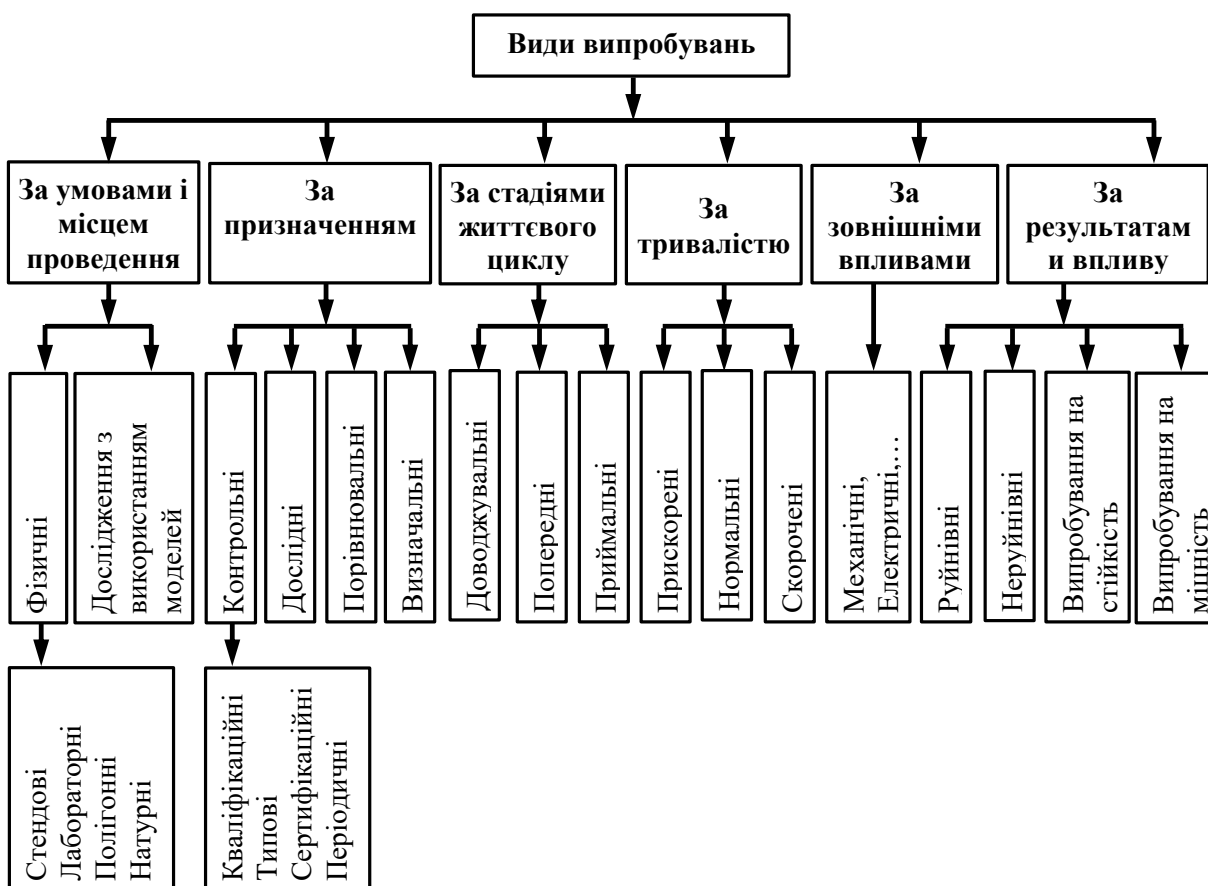 Види випробувань
За умовами і
місцем
проведення
За
призначенням
За стадіями
життєвого
циклу
За
тривалістю
За
зовнішніми
впливами
За
результатам
и впливу
Фізичні
Дослідження з
використанням
моделей
Контрольні
Дослідні
Порівнювальні
Визначальні
Доводжувальні
Попередні
Приймальні
Прискорені
Нормальні
Скорочені
Механічні,
Електричні,…
Руйнівні
Неруйнівні
Випробування на
стійкість
Випробування на
міцність
Стендові
Лабораторні
Полігонні
Натурні
Кваліфікаційні
Типові
Сертифікаційні
Періодичні